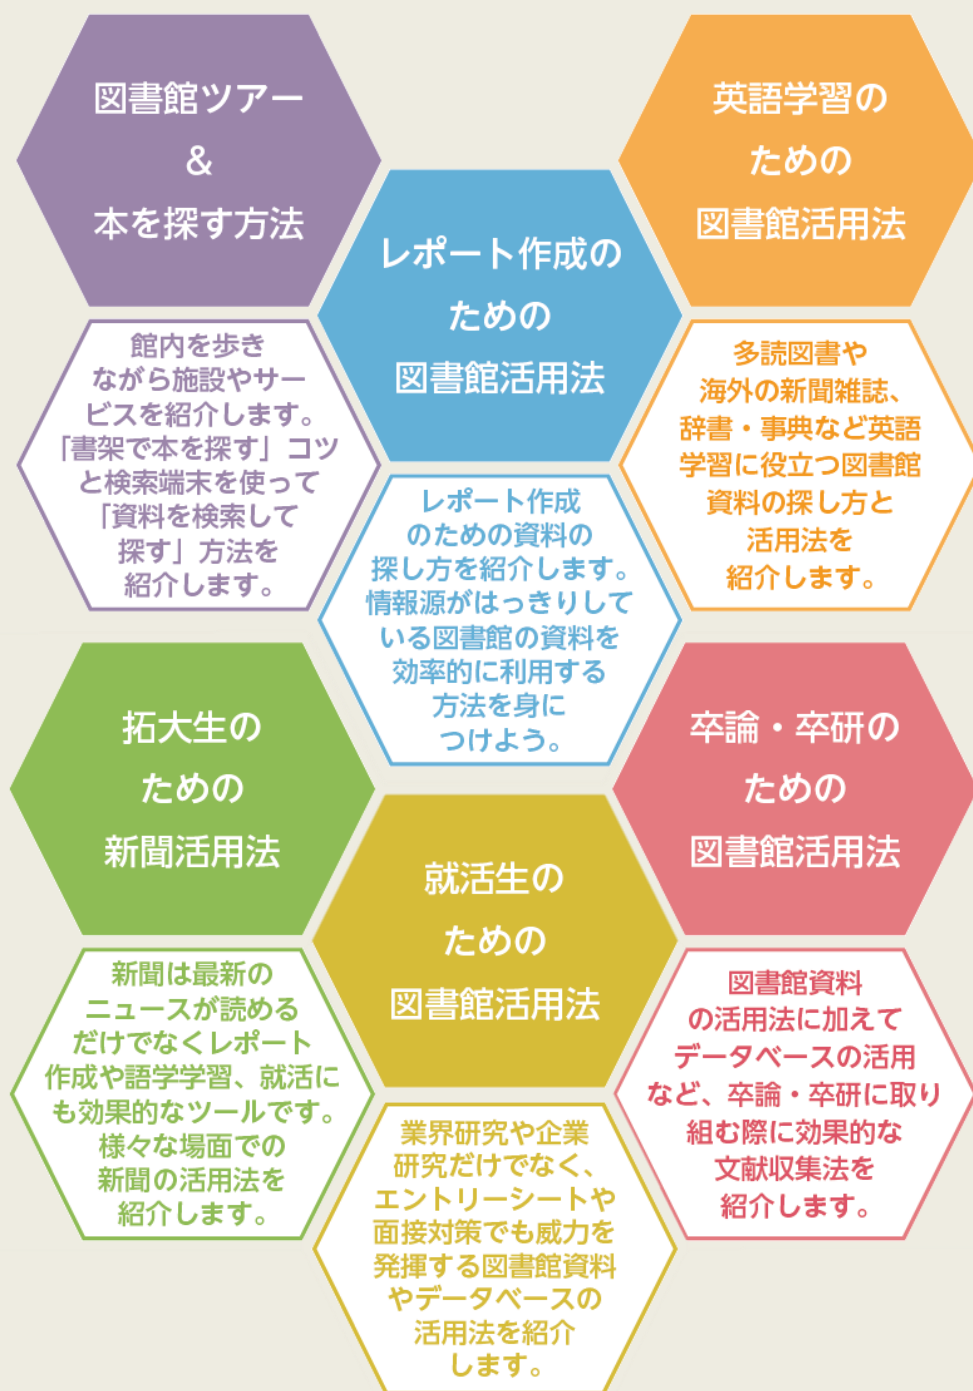 図書館ツアー
&
本を探す方法
館内を歩き
ながら施設やサー
ビスを紹介します。
「書架で本を探す」コツ
と検索端末を使って
「資料を検索して
探す」方法を
紹介します。
レポート作成の
ための
図書館活用法
レポート作成
のための資料の
探し方を紹介します。
情報源がはっきりして
いる図書館の資料を
効率的に利用する
方法を身に
つけよう。
英語学習の
ための
図書館活用法
多読図書や
海外の新聞雑誌、
辞書・事典など英語
学習に役立つ図書館
資料の探し方と
活用法を
紹介します。
拓大生の
ための
新聞活用法
新聞は最新の
ニュースが読める
だけでなくレポート
作成や語学学習、就活に
も効果的なツールです。
様々な場面での
新聞の活用法を
紹介します。
就活生の
ための
図書館活用法
業界研究や企業
研究だけでなく、
エントリーシートや
面接対策でも威力を
発揮する図書館資料
やデータベースの
活用法を紹介
します。
卒論・卒研の
ための
図書館活用法
図書館資料
の活用法に加えて
データベースの活用
など、卒論・卒研に取り
組む際に効果的な
文献収集法を
紹介します。